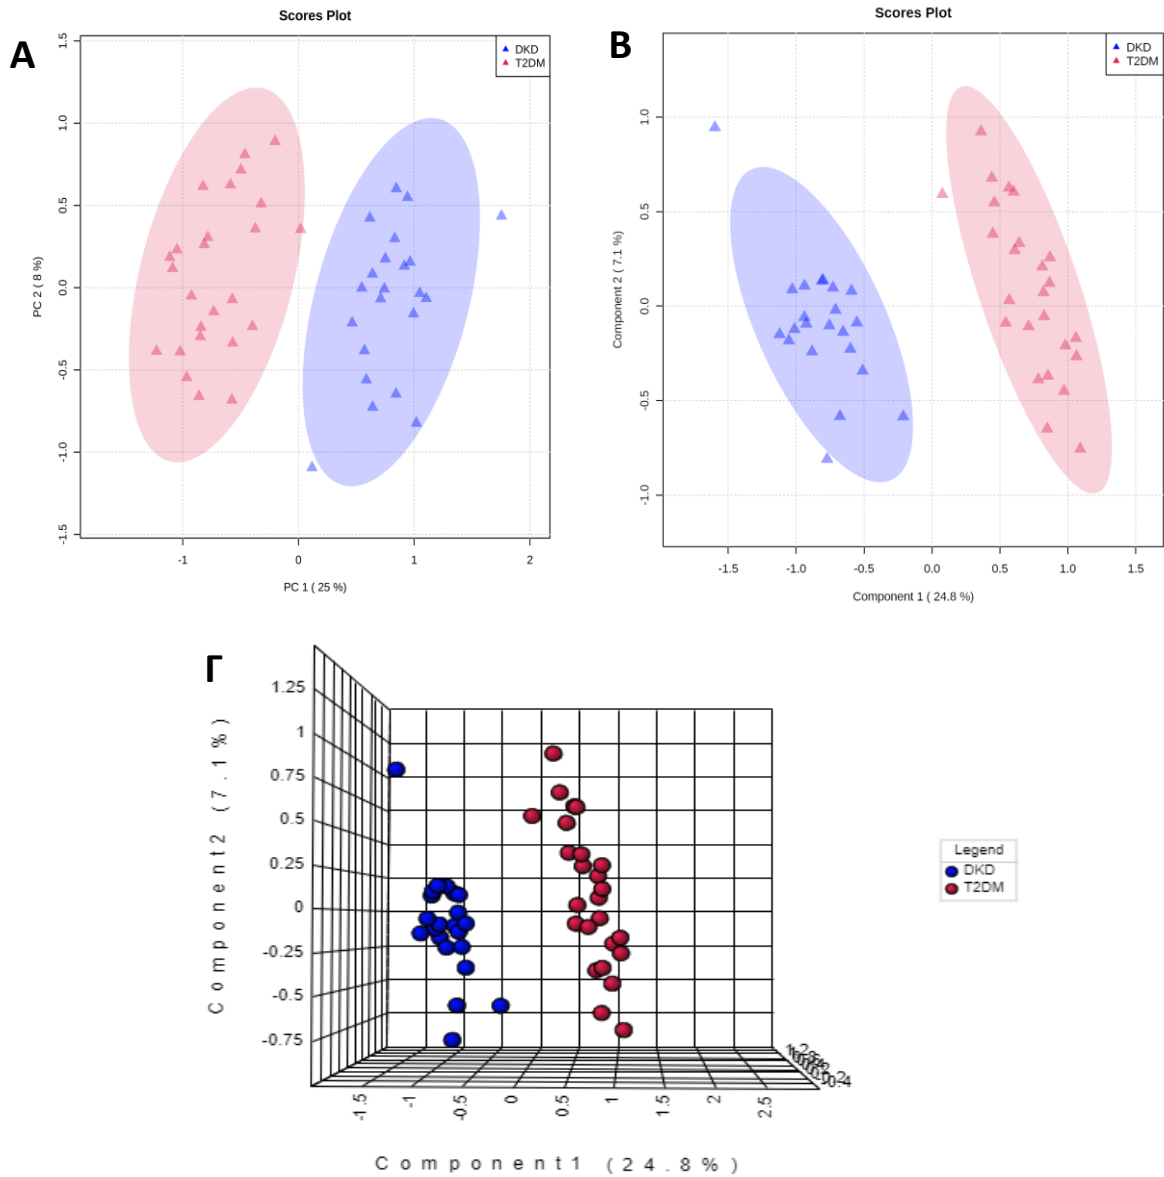 Scores Plot
A
DKD
T2DM
1.5
1.0
0.5
0.0
-0.5
-1.0
-1.5
PC 2 ( 8 %)
-1
0
1
2
PC 1 ( 25 %)
Scores Plot
B
DKD
T2DM
1.0
0.5
0.0
-0.5
-1.0
Component 2 ( 7.1 %)
-1.5
-1.0
-0.5
0.0
0.5
1.0
1.5
Component 1 ( 24.8 %)
Γ
1.25
1
0.75
0.5
0.25
0
-0.25
-0.5
-0.75
Component2 (7.1%)
-1.5
-1
-0.5
0
0.5
1
1.5
2
2.5
Component1 (24.8%)
Legend
DKD
T2DM